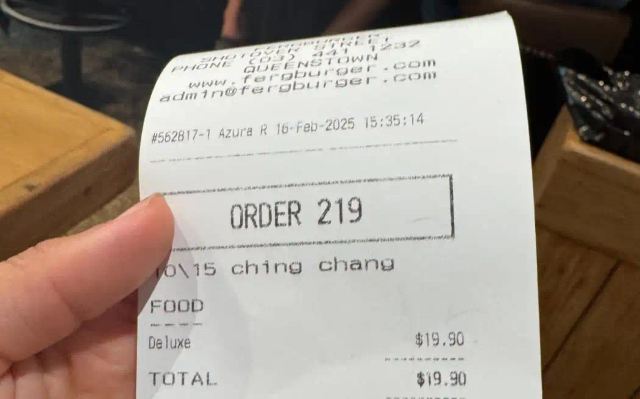 FERGBURGER
SHOTOVER STREET
QUEENSTOWN
PHONE (03) 441 1232
www.fergburger.com
admin@fergburger.com
#562817-1 Azura R 16-Feb-2025 15:35:14
ORDER 219
10\15 ching chang
FOOD
Deluxe $19.90
TOTAL $19.90